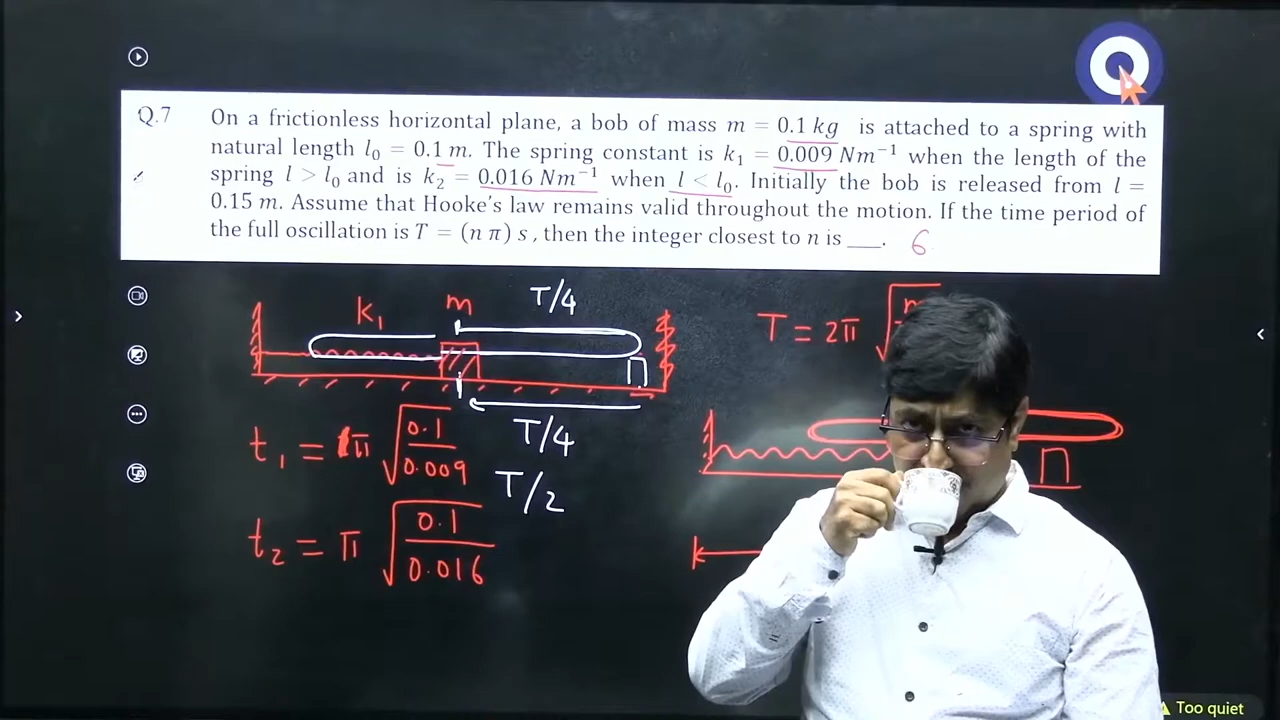 Q.7 On a frictionless horizontal plane, a bob of mass m = 0.1 kg is attached to a spring with
natural length l₀ = 0.1 m. The spring constant is k₁ = 0.009 Nm⁻¹ when the length of the
spring l > l₀ and is k₂ = 0.016 Nm⁻¹ when l < l₀. Initially the bob is released from l =
0.15 m. Assume that Hooke's law remains valid throughout the motion. If the time period of
the full oscillation is T = (n π) s, then the integer closest to n is ___. 6
k₁ m T/4
T = 2π √m
T/4
t₁ = π √0.1/0.009
T/2
t₂ = π √0.1/0.016
Too quiet